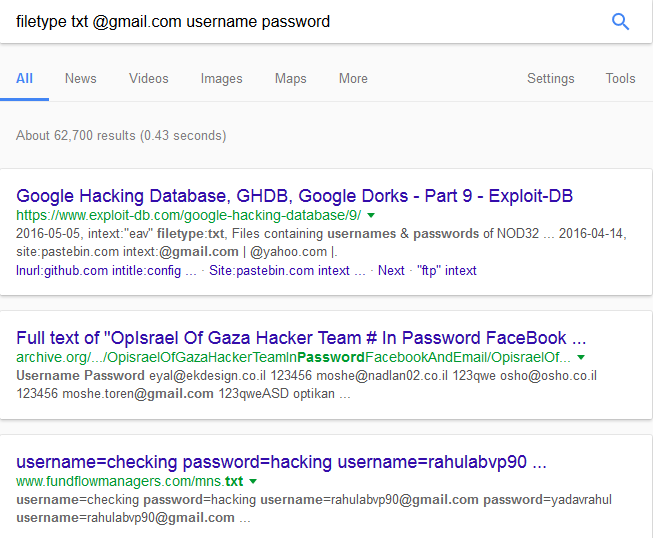 filetype txt @gmail.com username password
All News Videos Images Maps More Settings Tools
About 62,700 results (0.43 seconds)
Google Hacking Database, GHDB, Google Dorks - Part 9 - Exploit-DB
https://www.exploit-db.com/google-hacking-database/9/
2016-05-05, intext:"eav" filetype:txt, Files containing usernames & passwords of NOD32 ... 2016-04-14,
site:pastebin.com intext:@gmail.com | @yahoo.com |.
Inurl:github.com intitle:config ... · Site:pastebin.com intext ... · Next · "ftp" intext
Full text of "OpIsrael Of Gaza Hacker Team # In Password FaceBook ...
archive.org/.../OpisraelOfGazaHackerTeamInPasswordFacebookAndEmail/OpisraelOf...
Username Password eyal@ekdesign.co.il 123456 moshe@nadlan02.co.il 123qwe osho@osho.co.il
123456 moshe.toren@gmail.com 123qweASD optikan ...
username=checking password=hacking username=rahulabvp90 ...
www.fundflowmanagers.com/mns.txt
username=checking password=hacking username=rahulabvp90@gmail.com password=yadavrahul
username=rahulabvp90@gmail.com ...